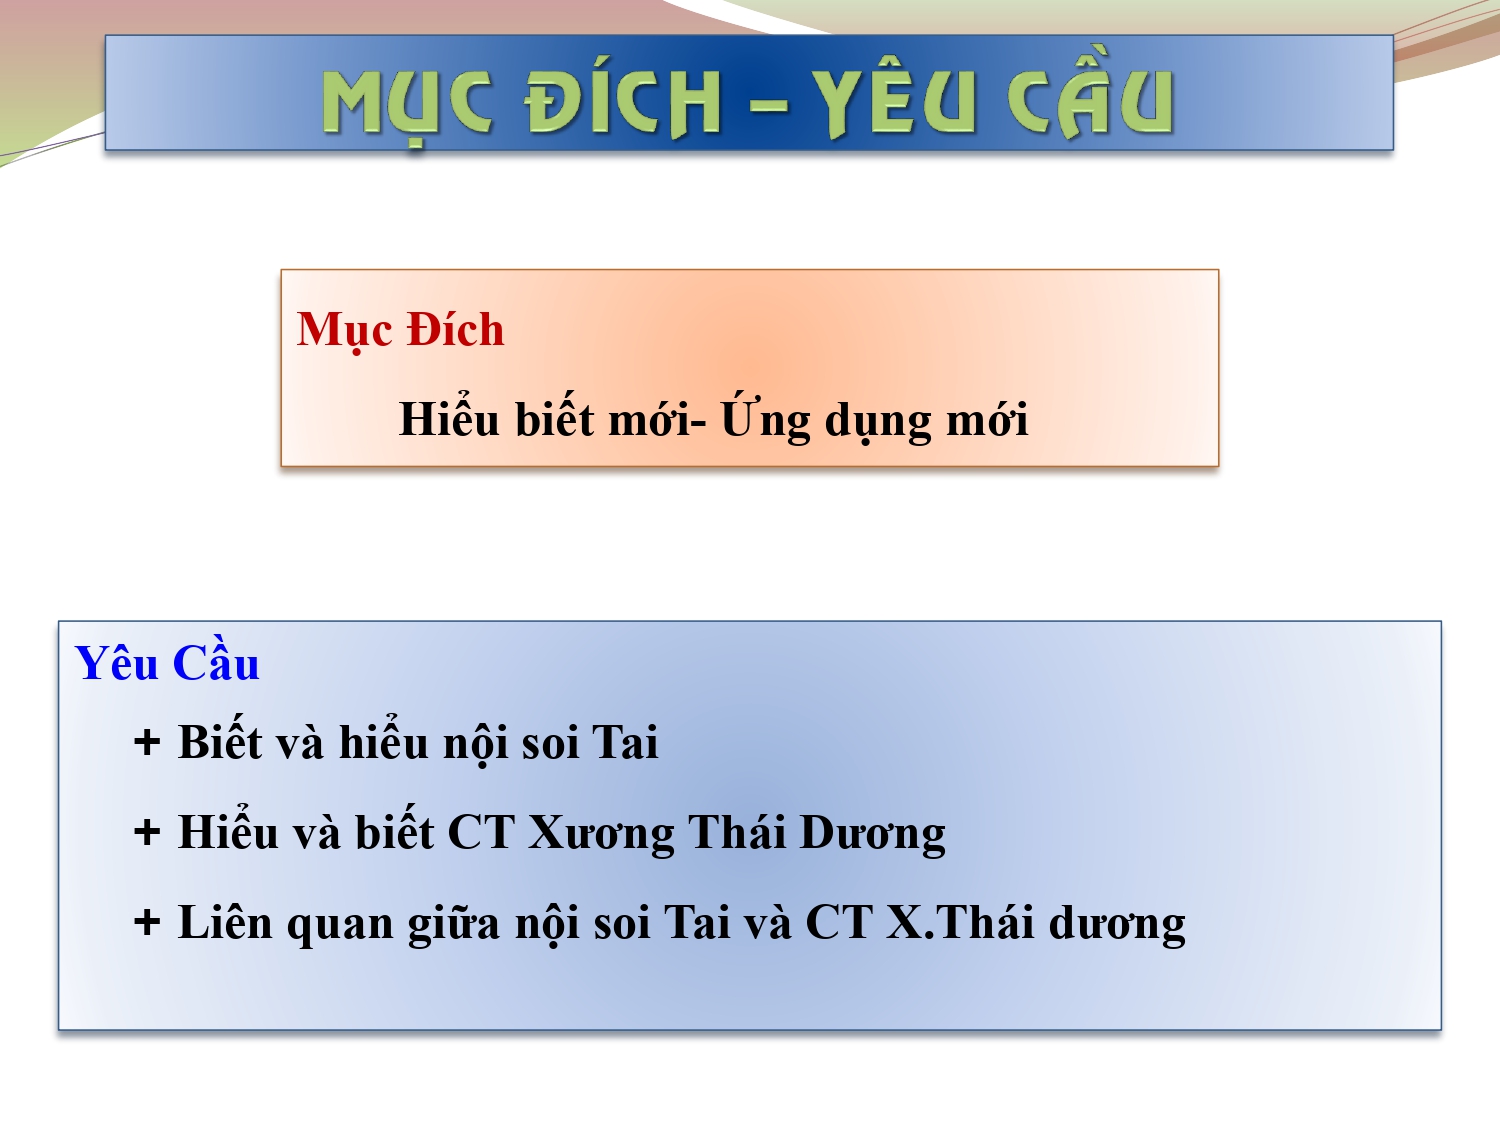 MỤC ĐÍCH – YÊU CẦU
Mục Đích
Hiểu biết mới- Ứng dụng mới
Yêu Cầu
+ Biết và hiểu nội soi Tai
+ Hiểu và biết CT Xương Thái Dương
+ Liên quan giữa nội soi Tai và CT X.Thái dương